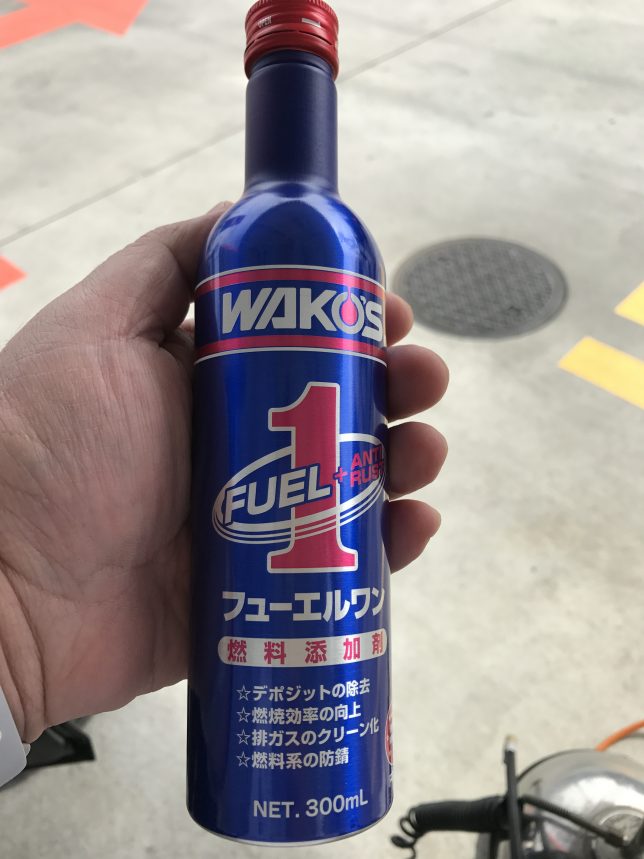 OPEN
WAKO'S
1
FUEL + ANTI
RUST
フューエルワン
燃料添加剤
☆デポジットの除去
☆燃焼効率の向上
☆排ガスのクリーン化
☆燃料系の防錆
NET. 300mL